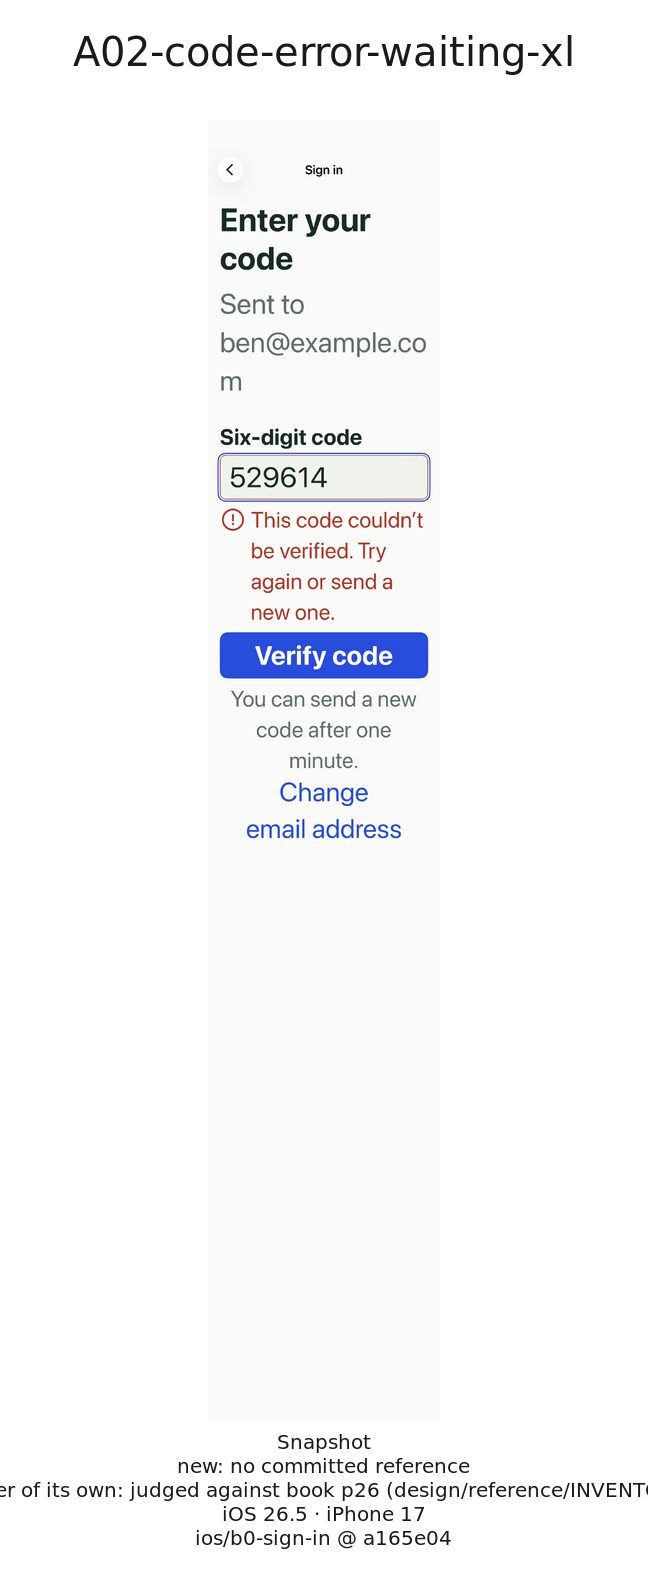 A02-code-error-waiting-xl
Sign in
Enter your
code
Sent to
ben@example.co
m
Six-digit code
529614
This code couldn’t
be verified. Try
again or send a
new one.
Verify code
You can send a new
code after one
minute.
Change
email address
Snapshot
new: no committed reference
er of its own: judged against book p26 (design/reference/INVENT
iOS 26.5 · iPhone 17
ios/b0-sign-in @ a165e04